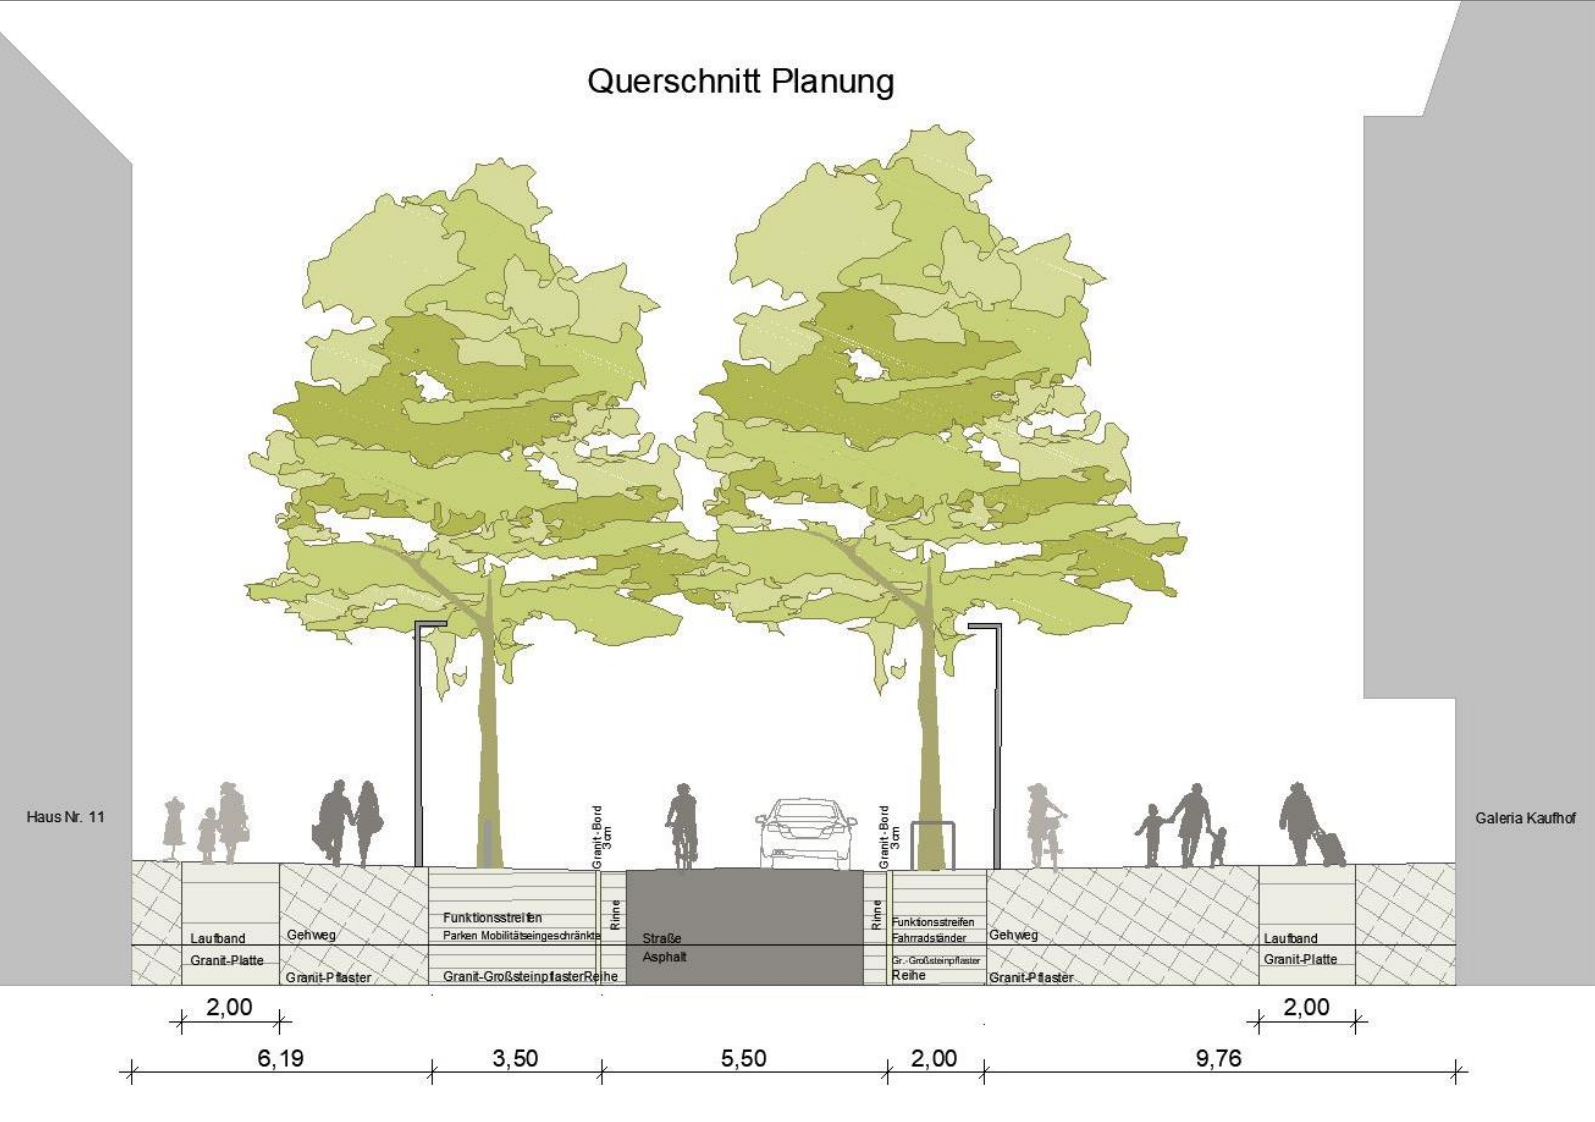 Querschnitt Planung
Haus Nr. 11
Galeria Kaufhof
Granit-Bord
3cm
Granit-Bord
3cm
Laufband
Granit-Platte
Gehweg
Granit-Pflaster
Funktionsstreifen
Parken Mobilitätseingeschränkte
Granit-GroßsteinpflasterReihe
Rinne
Straße
Asphalt
Rinne
Funktionsstreifen
Fahrradständer
Gr.-Großsteinpflaster
Reihe
Gehweg
Granit-Pflaster
Laufband
Granit-Platte
2,00
2,00
6,19
3,50
5,50
2,00
9,76